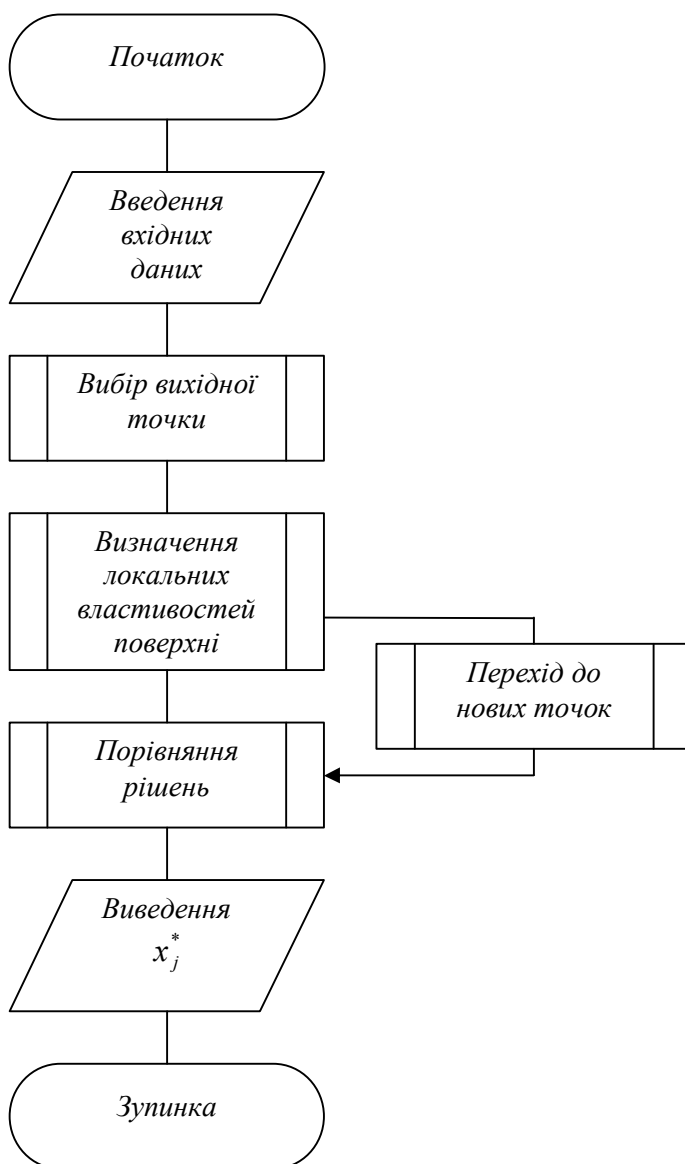 Початок
Введення
вхідних
даних
Вибір вихідної
точки
Визначення
локальних
властивостей
поверхні
Перехід до
нових точок
Порівняння
рішень
Виведення
x*j
Зупинка